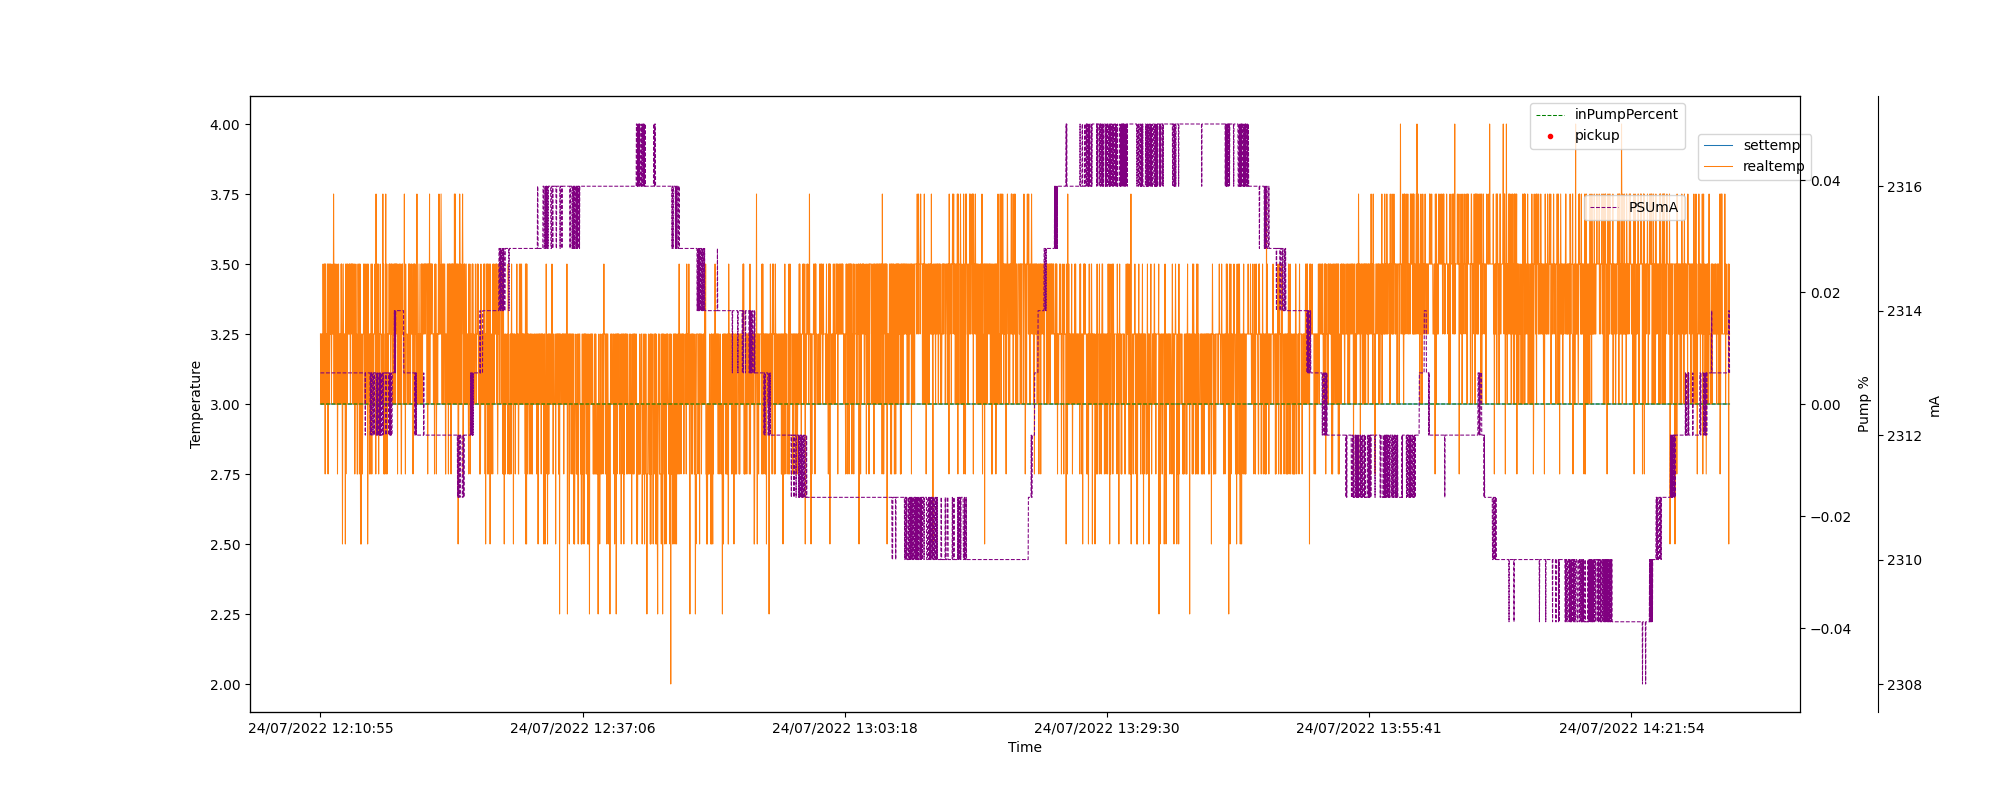 inPumpPercent
pickup
settemp
realtemp
PSUmA
4.00
3.75
3.50
3.25
3.00
2.75
2.50
2.25
2.00
Temperature
0.04
0.02
0.00
−0.02
−0.04
Pump %
2316
2314
2312
2310
2308
mA
24/07/2022 12:10:55
24/07/2022 12:37:06
24/07/2022 13:03:18
24/07/2022 13:29:30
24/07/2022 13:55:41
24/07/2022 14:21:54
Time